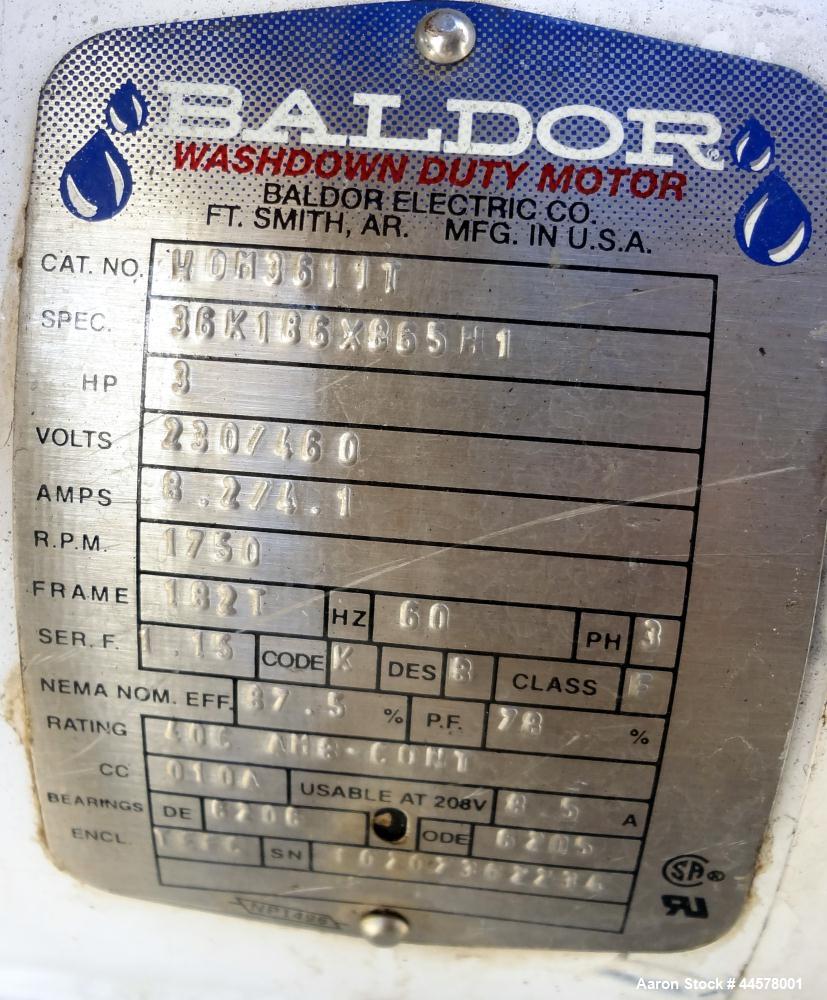 BALDOR
WASHDOWN DUTY MOTOR
BALDOR ELECTRIC CO.
FT. SMITH, AR. MFG. IN U.S.A.
CAT. NO. WDM3611T
SPEC. 36K186X865H1
HP 3
VOLTS 230/460
AMPS 8.2/4.1
R.P.M. 1750
FRAME 182T HZ 60 PH 3
SER. F. 1.15 CODE K DES B CLASS F
NEMA NOM. EFF. 87.5 % P.F. 78 %
RATING 40C AMB-CONT
CC 010A USABLE AT 208V 8.5 A
BEARINGS DE 6206 ODE 6205
ENCL. TEFC SN
SA ®
NP1426
Aaron Stock # 44578001